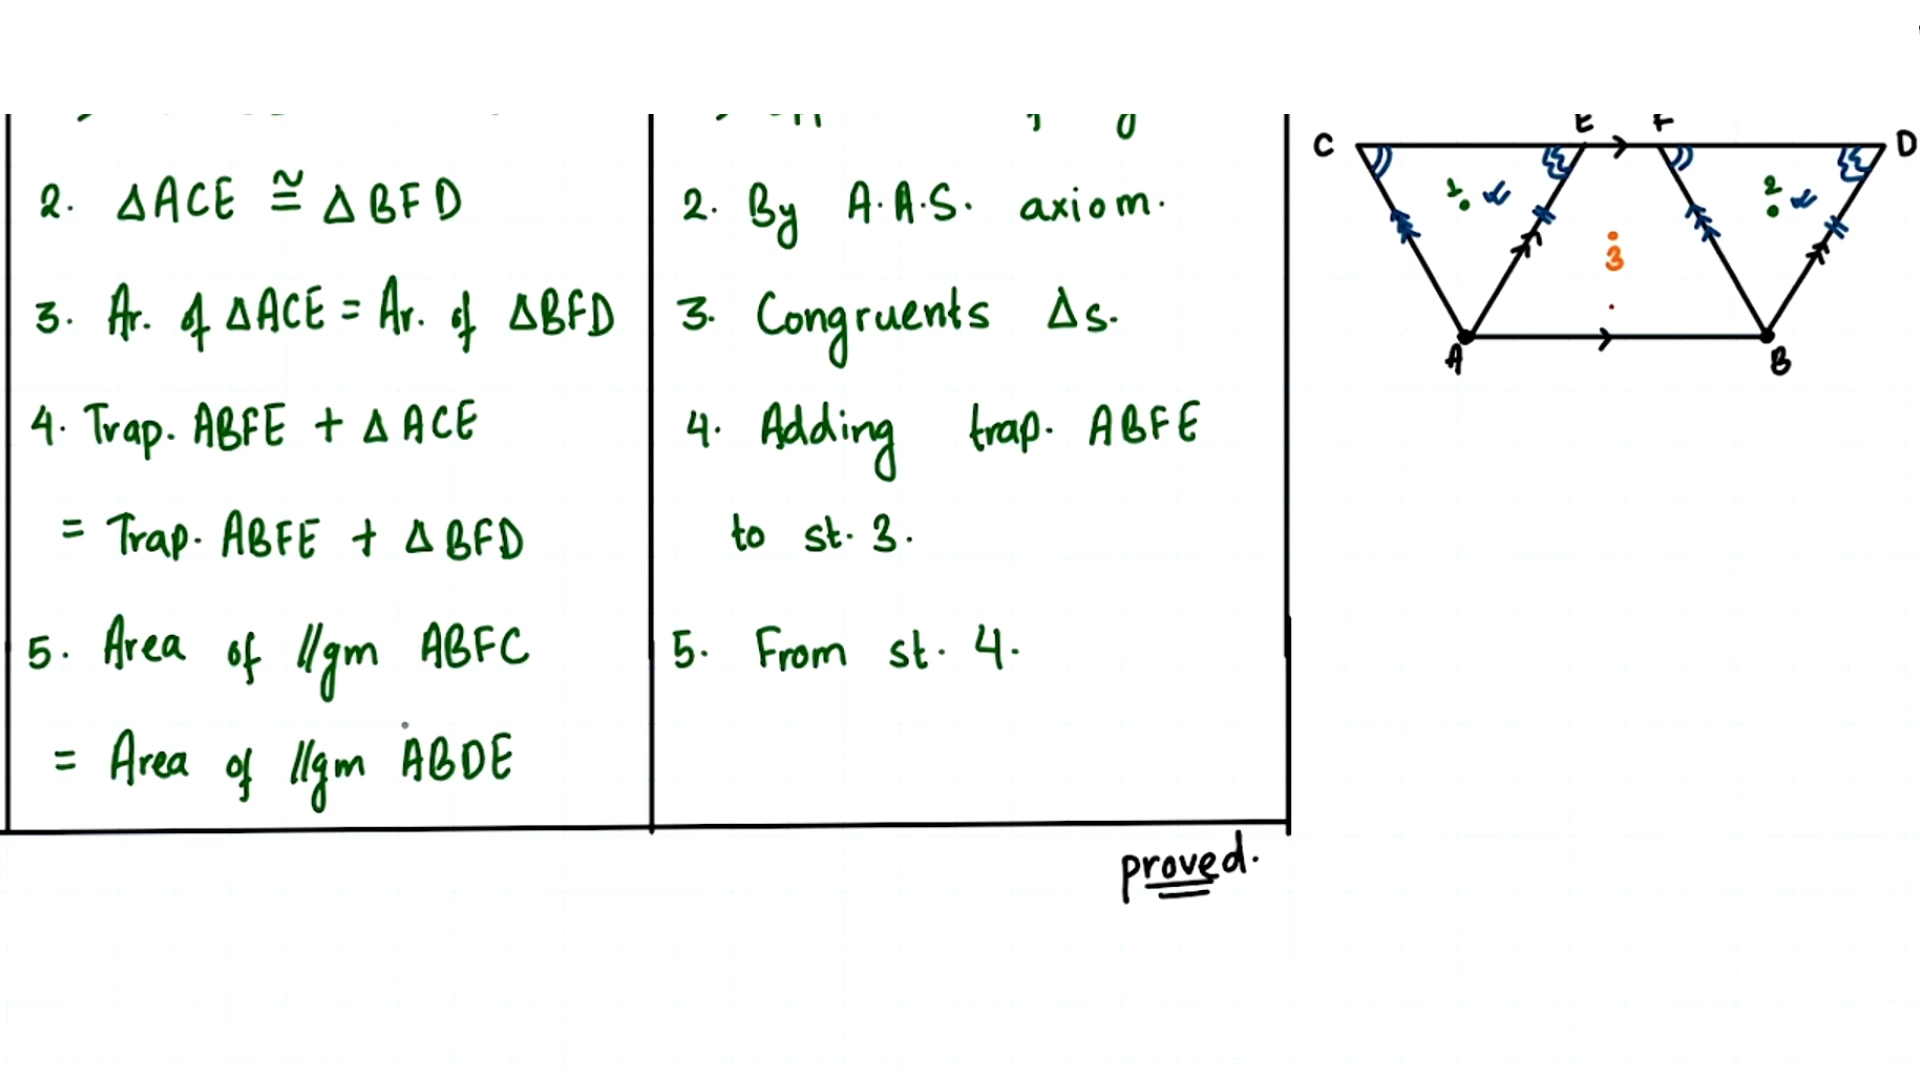 2. ΔACE ≅ ΔBFD
2. By A.A.S. axiom.
3. Ar. of ΔACE = Ar. of ΔBFD
3. Congruents Δs.
4. Trap. ABFE + ΔACE
= Trap. ABFE + ΔBFD
4. Adding trap. ABFE
to st. 3.
5. Area of //gm ABFC
= Area of //gm ABDE
5. From st. 4.
proved.
C E F D
1 2
3
A B